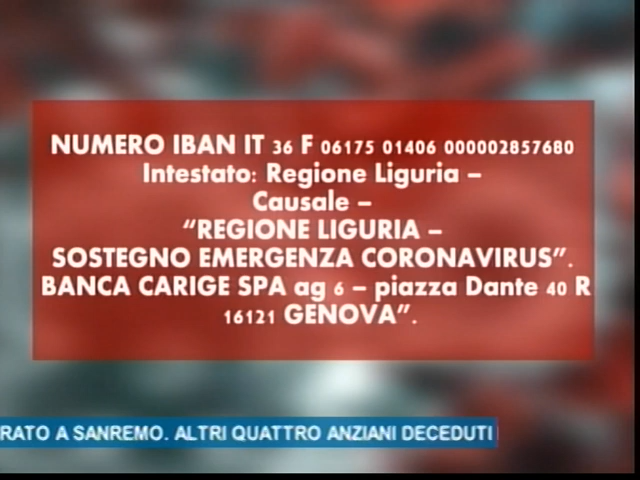 NUMERO IBAN IT 36 F 06175 01406 000002857680
Intestato: Regione Liguria –
Causale –
“REGIONE LIGURIA –
SOSTEGNO EMERGENZA CORONAVIRUS”.
BANCA CARIGE SPA ag 6 – piazza Dante 40 R
16121 GENOVA”.
RATO A SANREMO. ALTRI QUATTRO ANZIANI DECEDUTI